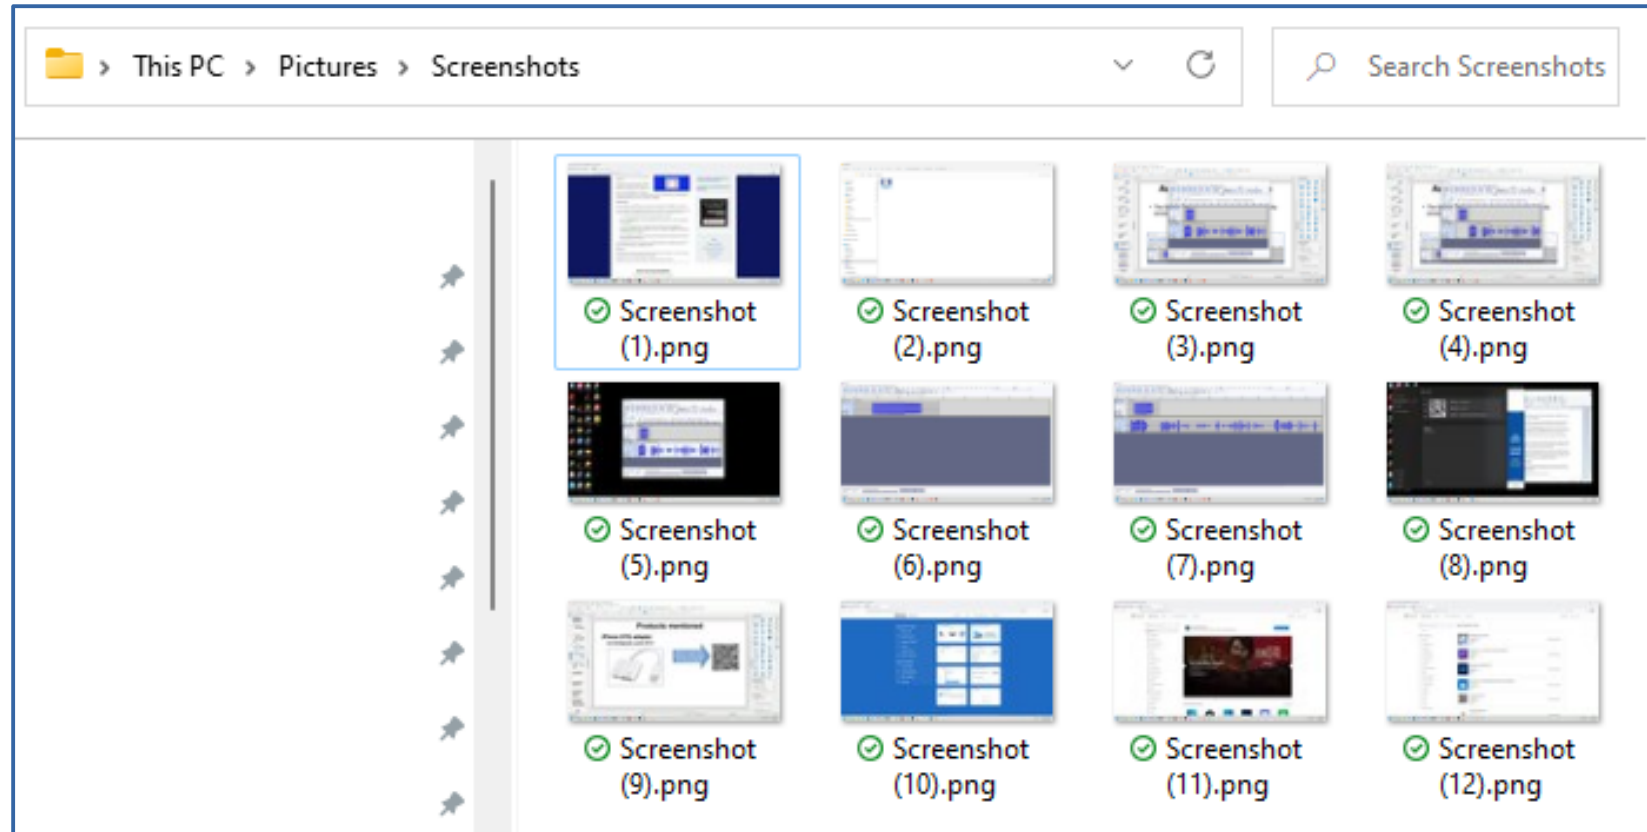 This PC > Pictures > Screenshots
Search Screenshots
Screenshot
(1).png
Screenshot
(2).png
Screenshot
(3).png
Screenshot
(4).png
Screenshot
(5).png
Screenshot
(6).png
Screenshot
(7).png
Screenshot
(8).png
Products mentioned
Screenshot
(9).png
Screenshot
(10).png
Screenshot
(11).png
Screenshot
(12).png